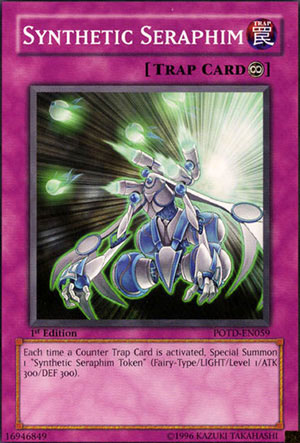 SYNTHETIC SERAPHIM
TRAP
罠
[TRAP CARD∞]
1st Edition
POTD-EN059
Each time a Counter Trap Card is activated, Special Summon
1 "Synthetic Seraphim Token" (Fairy-Type/LIGHT/Level 1/ATK
300/DEF 300).
16946849
©1996 KAZUKI TAKAHASHI